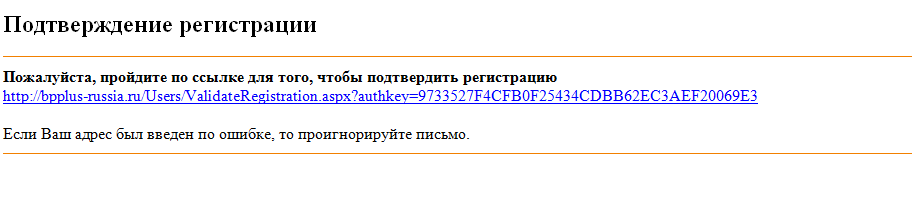 Подтверждение регистрации
Пожалуйста, пройдите по ссылке для того, чтобы подтвердить регистрацию
http://bpplus-russia.ru/Users/ValidateRegistration.aspx?authkey=9733527F4CFB0F25434CDBB62EC3AEF20069E3
Если Ваш адрес был введен по ошибке, то проигнорируйте письмо.